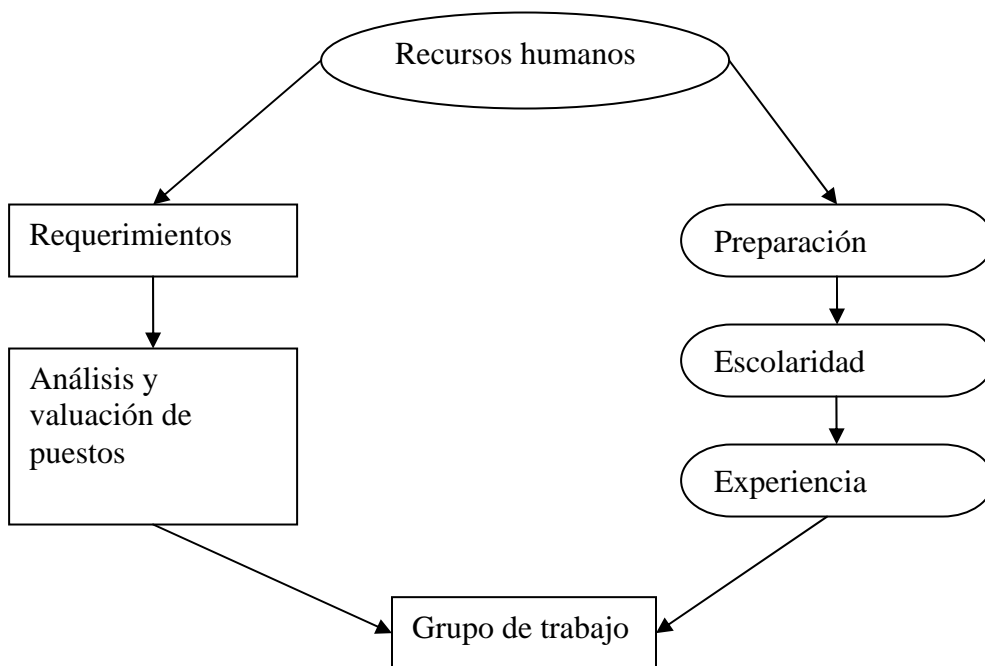 Recursos humanos
Requerimientos
Preparación
Análisis y
valuación de
puestos
Escolaridad
Experiencia
Grupo de trabajo